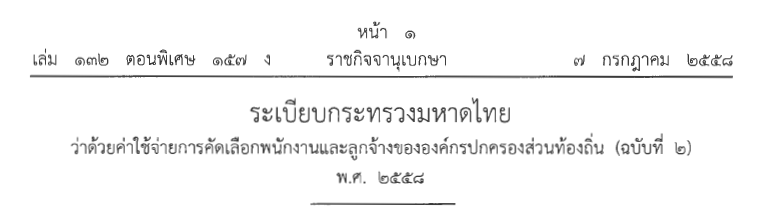 หน้า ๑
เล่ม ๑๓๒ ตอนพิเศษ ๑๕๗ ง ราชกิจจานุเบกษา ๗ กรกฎาคม ๒๕๕๘
ระเบียบกระทรวงมหาดไทย
ว่าด้วยค่าใช้จ่ายการคัดเลือกพนักงานและลูกจ้างขององค์กรปกครองส่วนท้องถิ่น (ฉบับที่ ๒)
พ.ศ. ๒๕๕๘